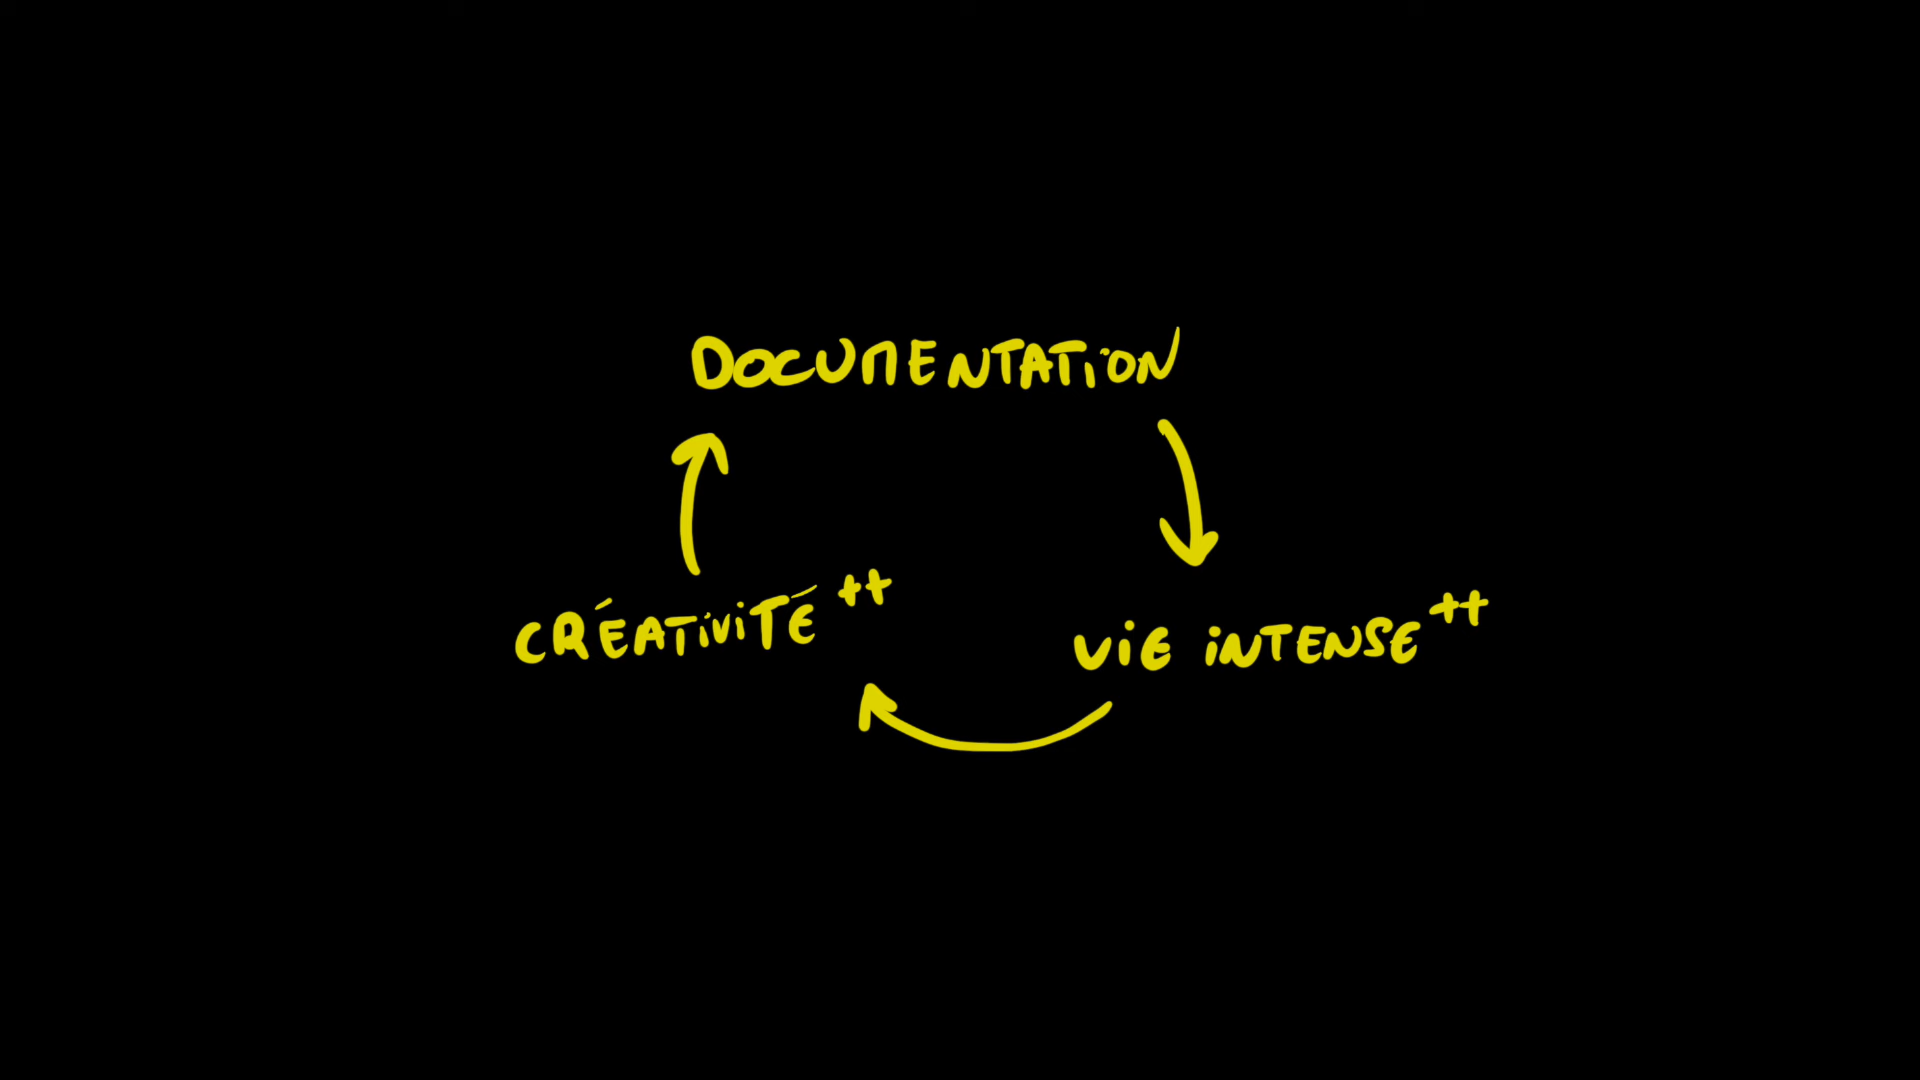 DOCUMENTATION
CRÉATIVITÉ ++
VIE INTENSE ++